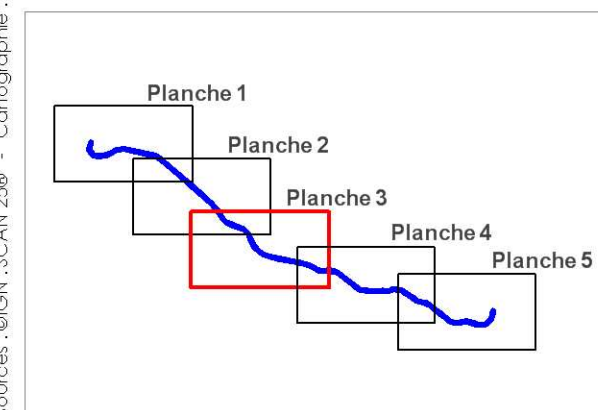 Planche 1
Planche 2
Planche 3
Planche 4
Planche 5
Sources : ©IGN : SCAN 25® - Cartographie :